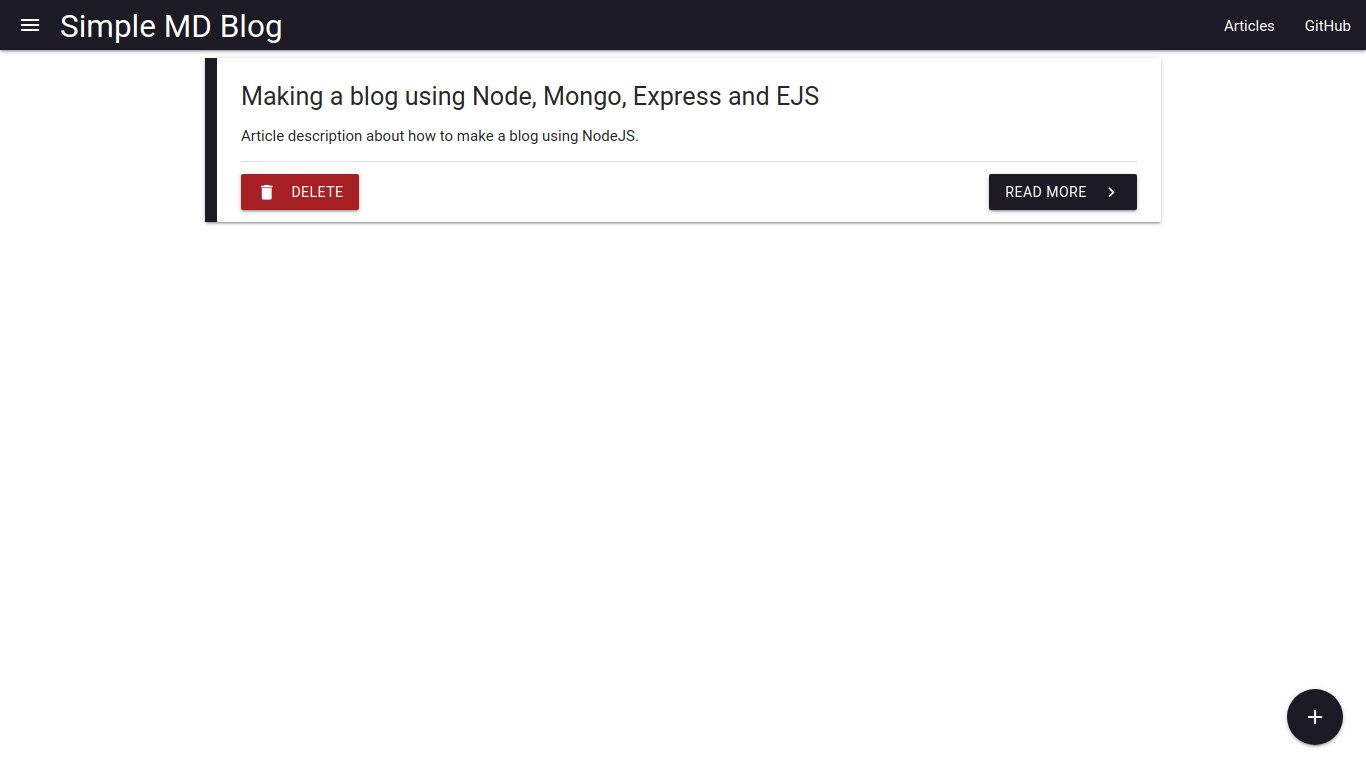 Simple MD Blog
Articles
GitHub
Making a blog using Node, Mongo, Express and EJS
Article description about how to make a blog using NodeJS.
DELETE
READ MORE